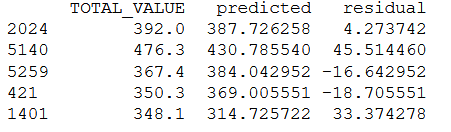 TOTAL_VALUE predicted residual
2024 392.0 387.726258 4.273742
5140 476.3 430.785540 45.514460
5259 367.4 384.042952 -16.642952
421 350.3 369.005551 -18.705551
1401 348.1 314.725722 33.374278